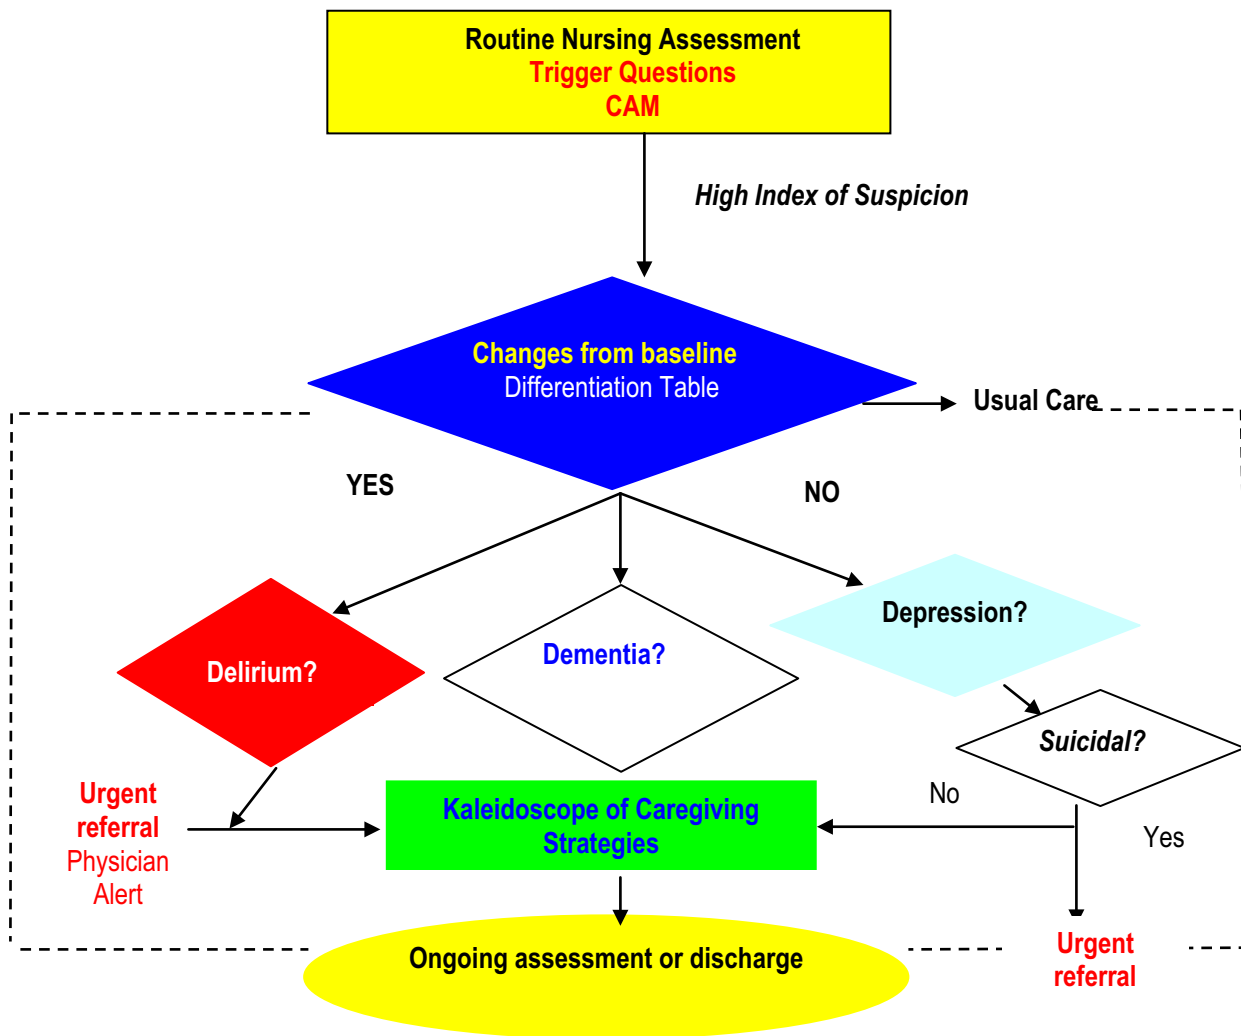 Routine Nursing Assessment
Trigger Questions
CAM
High Index of Suspicion
Changes from baseline
Differentiation Table
Usual Care
YES
NO
Depression?
Dementia?
Delirium?
Suicidal?
Urgent
referral
Physician
Alert
Kaleidoscope of Caregiving
Strategies
No
Yes
Ongoing assessment or discharge
Urgent
referral